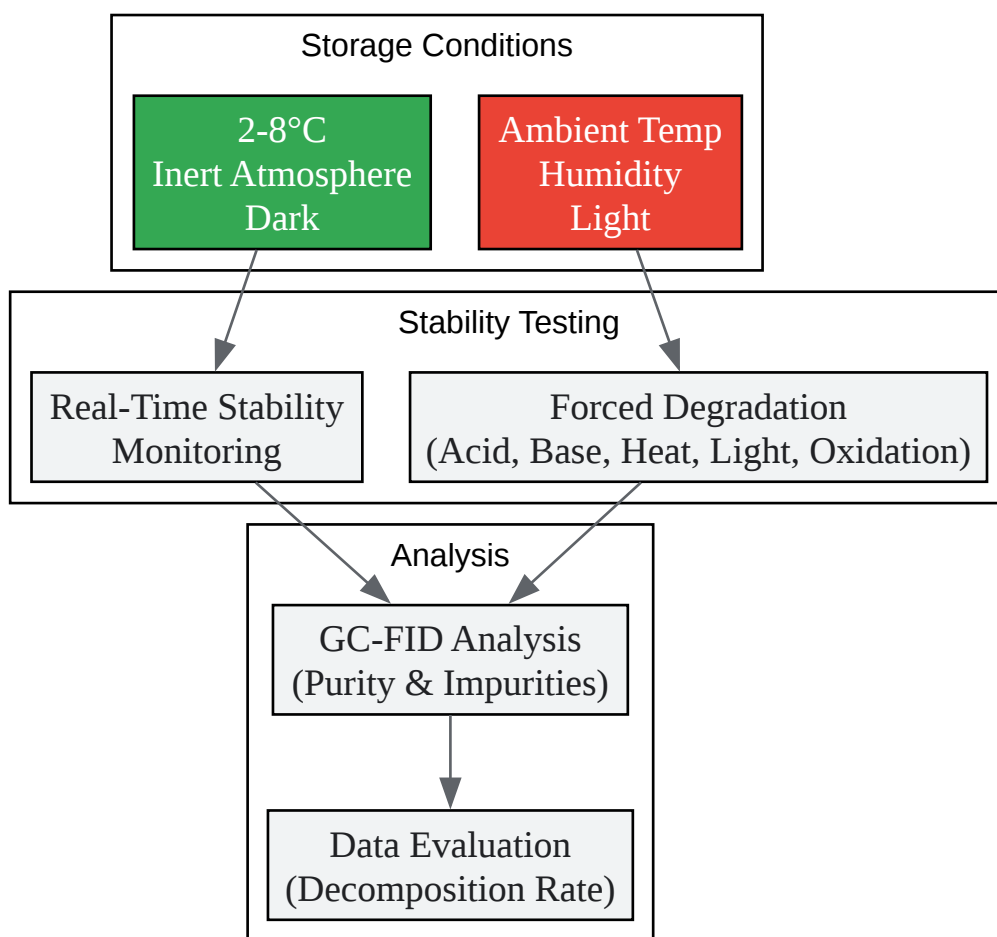 Storage Conditions
2-8°C
Inert Atmosphere
Dark
Ambient Temp
Humidity
Light
Stability Testing
Real-Time Stability
Monitoring
Forced Degradation
(Acid, Base, Heat, Light, Oxidation)
Analysis
GC-FID Analysis
(Purity & Impurities)
Data Evaluation
(Decomposition Rate)